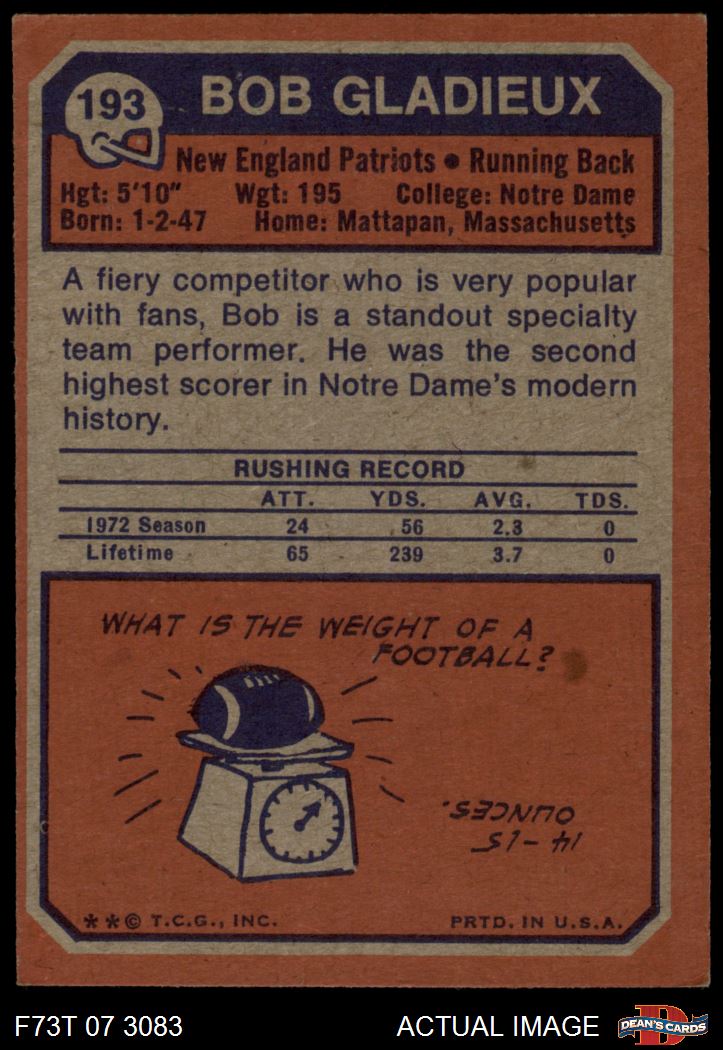 193
BOB GLADIEUX
New England Patriots • Running Back
Hgt: 5'10" Wgt: 195 College: Notre Dame
Born: 1-2-47 Home: Mattapan, Massachusetts
A fiery competitor who is very popular
with fans, Bob is a standout specialty
team performer. He was the second
highest scorer in Notre Dame's modern
history.
RUSHING RECORD
ATT. YDS. AVG. TDS.
1972 Season 24 56 2.3 0
Lifetime 65 239 3.7 0
WHAT IS THE WEIGHT OF A
FOOTBALL?
14-15
OUNCES.
**© T.C.G., INC. PRTD. IN U.S.A.
F73T 07 3083 ACTUAL IMAGE
D
DEAN'S CARDS